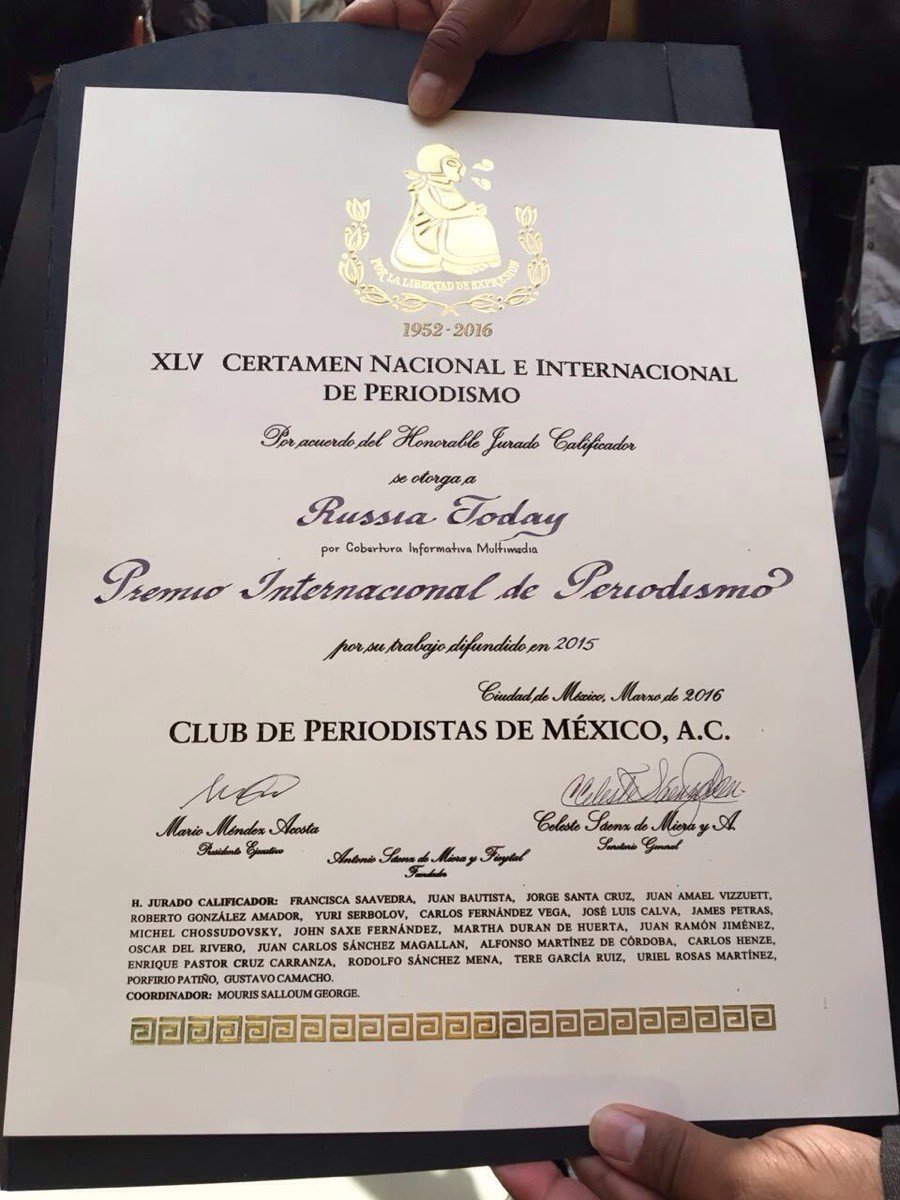 POR LA LIBERTAD DE EXPRESIÓN
1952-2016
XLV CERTAMEN NACIONAL E INTERNACIONAL
DE PERIODISMO
Por acuerdo del Honorable Jurado Calificador
se otorga a
Russia Today
por Cobertura Informativa Multimedia
Premio Internacional de Periodismo
por su trabajo difundido en 2015
Ciudad de México, Marzo de 2016
CLUB DE PERIODISTAS DE MÉXICO, A.C.
Mario Méndez Acosta
Presidente Ejecutivo
Celeste Sáenz de Miera y A.
Secretario General
Antonio Sáenz de Miera y Fieytal
Fundador
H. JURADO CALIFICADOR: FRANCISCA SAAVEDRA, JUAN BAUTISTA, JORGE SANTA CRUZ, JUAN AMAEL VIZZUETT,
ROBERTO GONZÁLEZ AMADOR, YURI SERBOLOV, CARLOS FERNÁNDEZ VEGA, JOSÉ LUIS CALVA, JAMES PETRAS,
MICHEL CHOSSUDOVSKY, JOHN SAXE FERNÁNDEZ, MARTHA DURAN DE HUERTA, JUAN RAMÓN JIMÉNEZ,
OSCAR DEL RIVERO, JUAN CARLOS SÁNCHEZ MAGALLAN, ALFONSO MARTÍNEZ DE CÓRDOBA, CARLOS HENZE,
ENRIQUE PASTOR CRUZ CARRANZA, RODOLFO SÁNCHEZ MENA, TERE GARCÍA RUIZ, URIEL ROSAS MARTÍNEZ,
PORFIRIO PATIÑO, GUSTAVO CAMACHO.
COORDINADOR: MOURIS SALLOUM GEORGE.